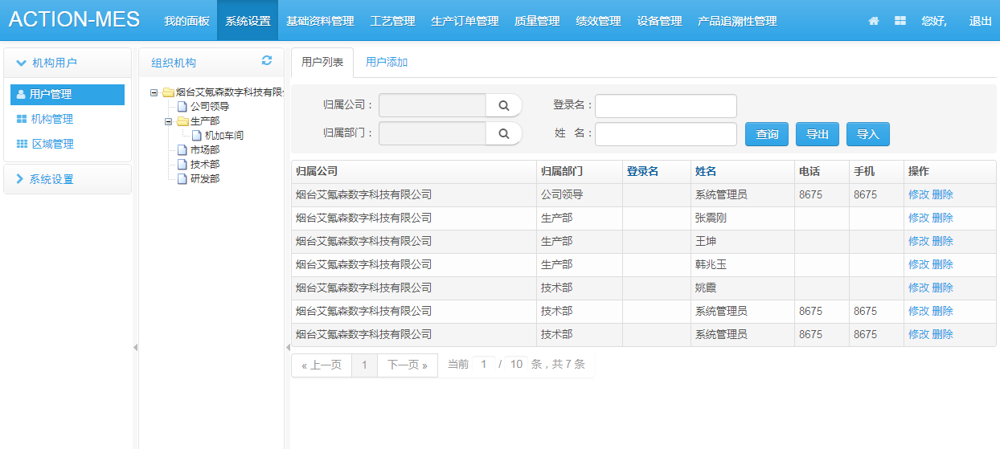 ACTION-MES 我的面板 系统设置 基础资料管理 工艺管理 生产订单管理 质量管理 绩效管理 设备管理 产品追溯性管理 您好, 退出
机构用户
用户管理
机构管理
区域管理
系统设置
组织机构
烟台艾氪森数字科技有限
公司领导
生产部
机加车间
市场部
技术部
研发部
用户列表 用户添加
归属公司： 登录名：
归属部门： 姓 名： 查询 导出 导入
归属公司 归属部门 登录名 姓名 电话 手机 操作
烟台艾氪森数字科技有限公司 公司领导 系统管理员 8675 8675 修改 删除
烟台艾氪森数字科技有限公司 生产部 张震刚 修改 删除
烟台艾氪森数字科技有限公司 生产部 王坤 修改 删除
烟台艾氪森数字科技有限公司 生产部 韩兆玉 修改 删除
烟台艾氪森数字科技有限公司 技术部 姚霞 修改 删除
烟台艾氪森数字科技有限公司 技术部 系统管理员 8675 8675 修改 删除
烟台艾氪森数字科技有限公司 技术部 系统管理员 8675 8675 修改 删除
« 上一页 1 下一页 » 当前 1 / 10 条，共 7 条